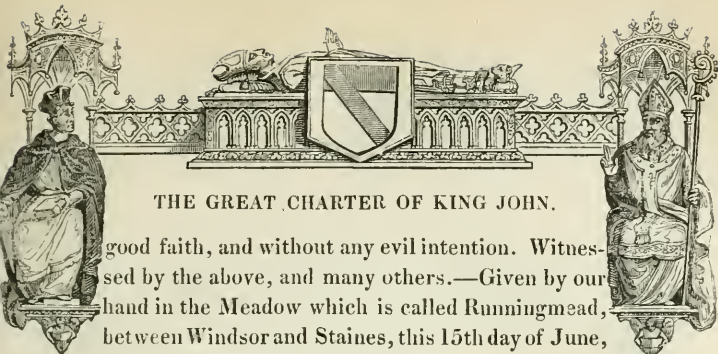 THE GREAT CHARTER OF KING JOHN.
good faith, and without any evil intention. Witnes-
sed by the above, and many others.—Given by our
hand in the Meadow which is called Runningmead,
between Windsor and Staines, this 15th day of June,